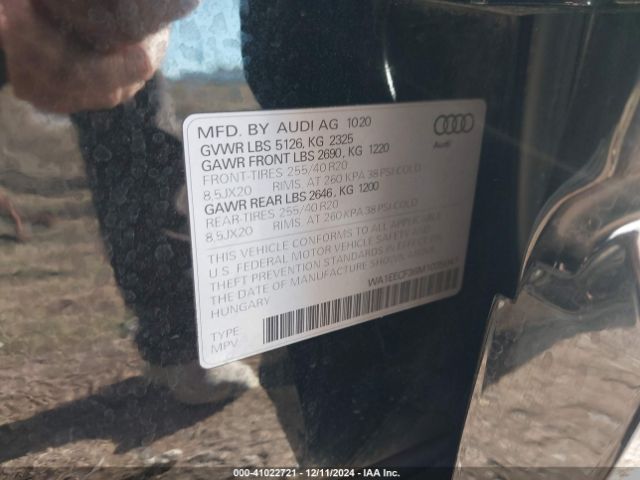 MFD. BY AUDI AG 10 20
GVWR LBS 5126, KG 2325
GAWR FRONT LBS 2690, KG 1220
FRONT-TIRES 255/40 R20
8,5JX20 RIMS, AT 260 KPA 38 PSI-COLD
GAWR REAR LBS 2646, KG 1200
REAR-TIRES 255/40 R20
8,5JX20 RIMS, AT 260 KPA 38 PSI-COLD
Audi
THIS VEHICLE CONFORMS TO ALL APPLICABLE
U.S. FEDERAL MOTOR VEHICLE SAFETY AND
THEFT PREVENTION STANDARDS IN EFFECT ON
THE DATE OF MANUFACTURE SHOWN ABOVE.
HUNGARY
TYPE
MPV
000-41022721 - 12/11/2024 - IAA Inc.